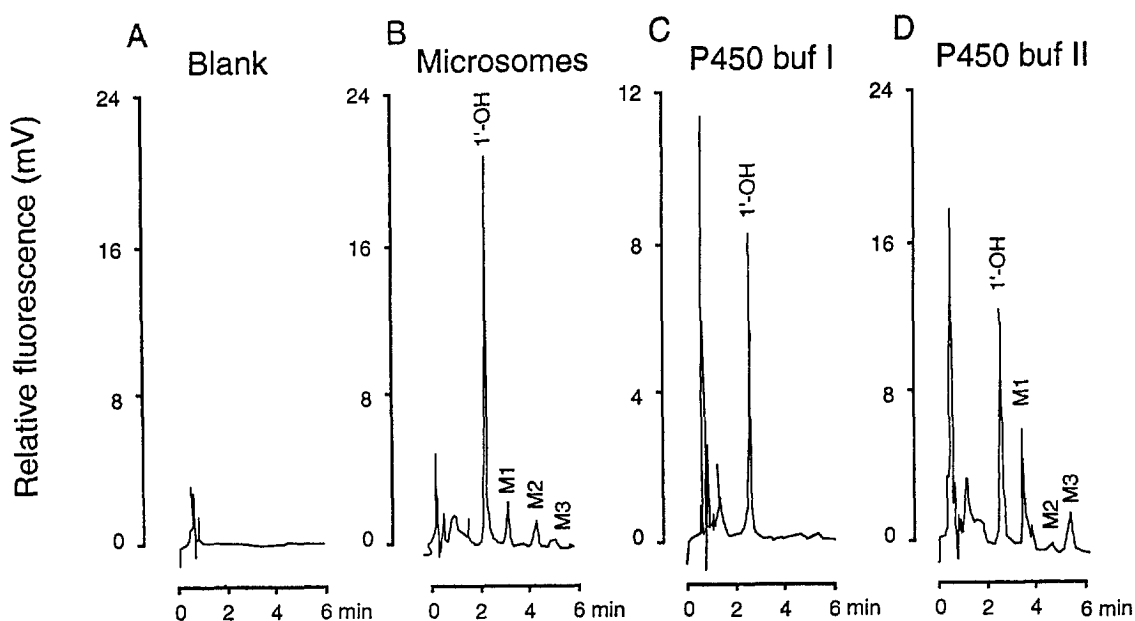 A
Blank
B
Microsomes
C
P450 buf I
D
P450 buf II
Relative fluorescence (mV)
24
16
8
0
0 2 4 6 min
24
16
8
0
1'-OH
M1
M2
M3
0 2 4 6 min
12
8
4
0
1'-OH
0 2 4 6 min
24
16
8
0
1'-OH
M1
M2
M3
0 2 4 6 min